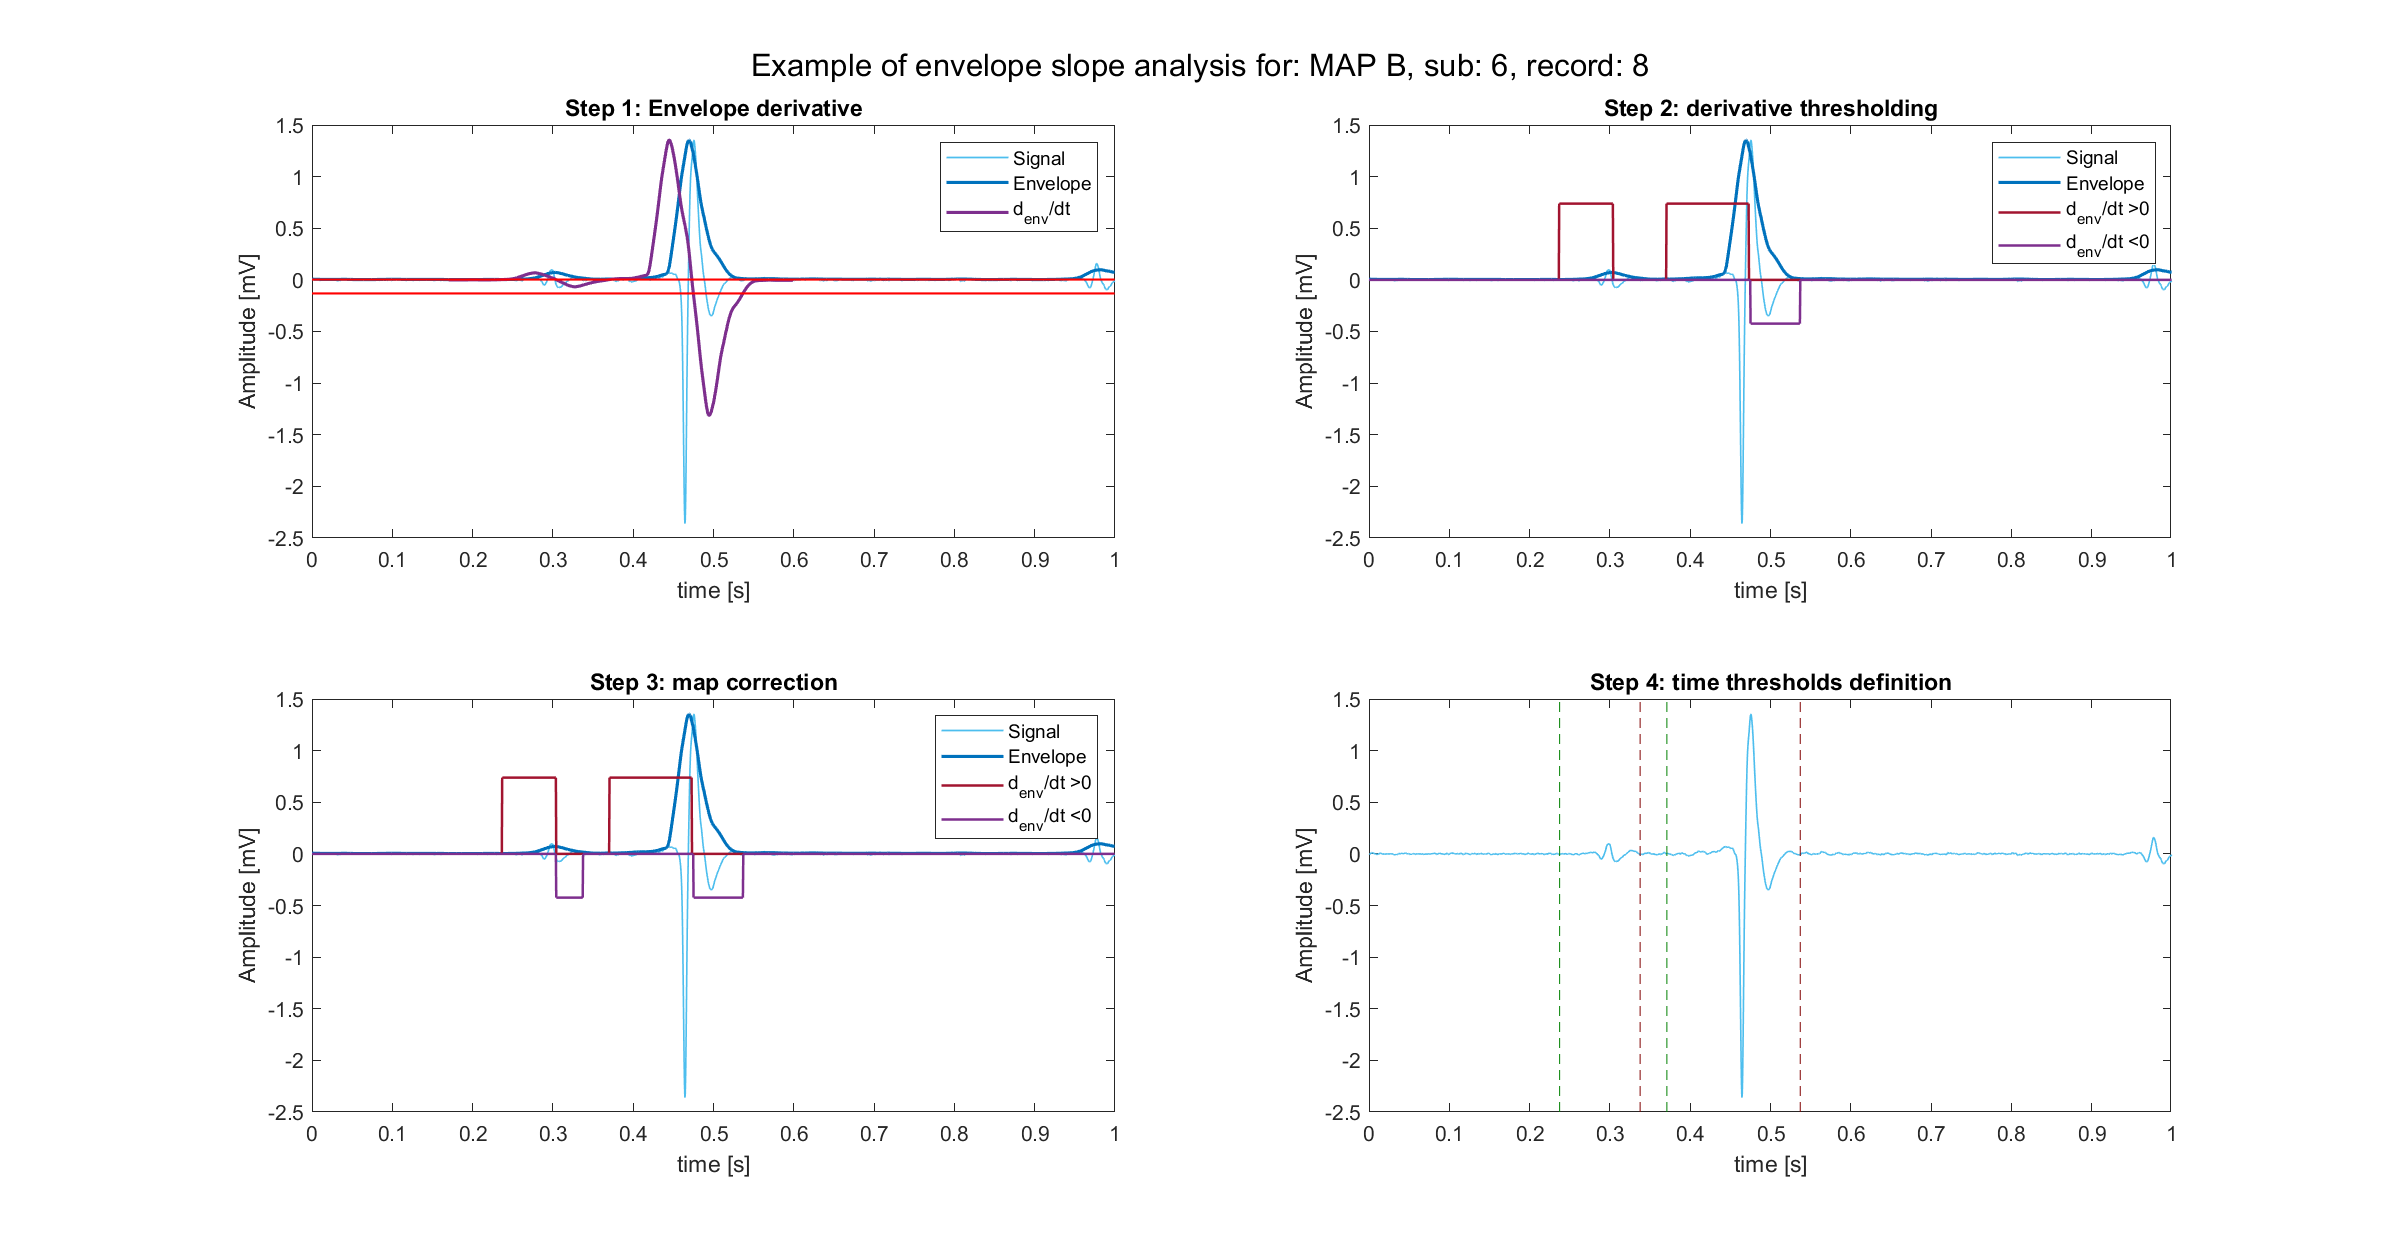 Example of envelope slope analysis for: MAP B, sub: 6, record: 8
Step 1: Envelope derivative
1.5
1
0.5
0
-0.5
-1
-1.5
-2
-2.5
Amplitude [mV]
0 0.1 0.2 0.3 0.4 0.5 0.6 0.7 0.8 0.9 1
time [s]
Signal
Envelope
d_env/dt
Step 2: derivative thresholding
1.5
1
0.5
0
-0.5
-1
-1.5
-2
-2.5
Amplitude [mV]
0 0.1 0.2 0.3 0.4 0.5 0.6 0.7 0.8 0.9 1
time [s]
Signal
Envelope
d_env/dt >0
d_env/dt <0
Step 3: map correction
1.5
1
0.5
0
-0.5
-1
-1.5
-2
-2.5
Amplitude [mV]
0 0.1 0.2 0.3 0.4 0.5 0.6 0.7 0.8 0.9 1
time [s]
Signal
Envelope
d_env/dt >0
d_env/dt <0
Step 4: time thresholds definition
1.5
1
0.5
0
-0.5
-1
-1.5
-2
-2.5
Amplitude [mV]
0 0.1 0.2 0.3 0.4 0.5 0.6 0.7 0.8 0.9 1
time [s]